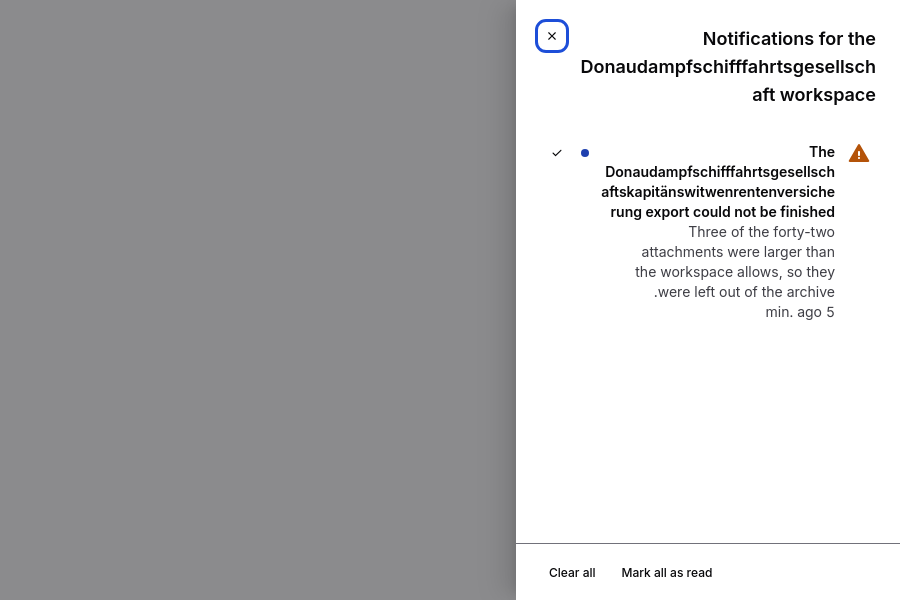 Notifications for the
Donaudampfschifffahrtsgesellsch
aft workspace
The
Donaudampfschifffahrtsgesellsch
aftskapitänswitwenrentenversiche
rung export could not be finished
Three of the forty-two
attachments were larger than
the workspace allows, so they
.were left out of the archive
min. ago 5
Clear all
Mark all as read